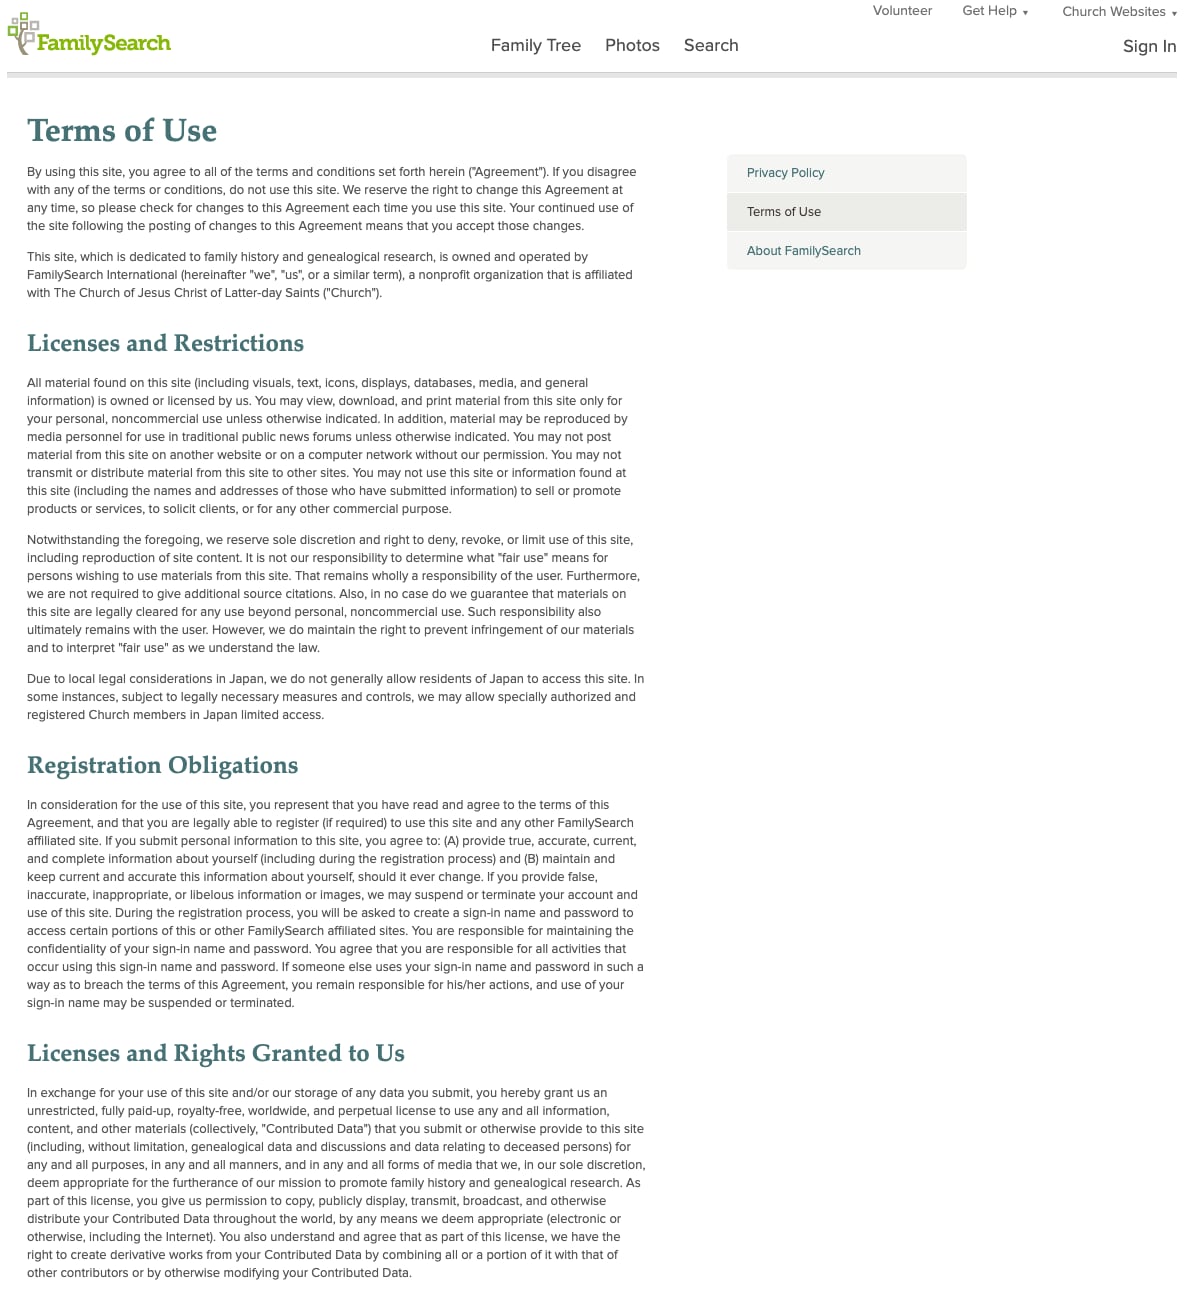 Volunteer Get Help ▾ Church Websites ▾
FamilySearch
Family Tree Photos Search
Sign In
Terms of Use
By using this site, you agree to all of the terms and conditions set forth herein ("Agreement"). If you disagree
with any of the terms or conditions, do not use this site. We reserve the right to change this Agreement at
any time, so please check for changes to this Agreement each time you use this site. Your continued use of
the site following the posting of changes to this Agreement means that you accept those changes.
This site, which is dedicated to family history and genealogical research, is owned and operated by
FamilySearch International (hereinafter "we", "us", or a similar term), a nonprofit organization that is affiliated
with The Church of Jesus Christ of Latter-day Saints ("Church").
Privacy Policy
Terms of Use
About FamilySearch
Licenses and Restrictions
All material found on this site (including visuals, text, icons, displays, databases, media, and general
information) is owned or licensed by us. You may view, download, and print material from this site only for
your personal, noncommercial use unless otherwise indicated. In addition, material may be reproduced by
media personnel for use in traditional public news forums unless otherwise indicated. You may not post
material from this site on another website or on a computer network without our permission. You may not
transmit or distribute material from this site to other sites. You may not use this site or information found at
this site (including the names and addresses of those who have submitted information) to sell or promote
products or services, to solicit clients, or for any other commercial purpose.
Notwithstanding the foregoing, we reserve sole discretion and right to deny, revoke, or limit use of this site,
including reproduction of site content. It is not our responsibility to determine what "fair use" means for
persons wishing to use materials from this site. That remains wholly a responsibility of the user. Furthermore,
we are not required to give additional source citations. Also, in no case do we guarantee that materials on
this site are legally cleared for any use beyond personal, noncommercial use. Such responsibility also
ultimately remains with the user. However, we do maintain the right to prevent infringement of our materials
and to interpret "fair use" as we understand the law.
Due to local legal considerations in Japan, we do not generally allow residents of Japan to access this site. In
some instances, subject to legally necessary measures and controls, we may allow specially authorized and
registered Church members in Japan limited access.
Registration Obligations
In consideration for the use of this site, you represent that you have read and agree to the terms of this
Agreement, and that you are legally able to register (if required) to use this site and any other FamilySearch
affiliated site. If you submit personal information to this site, you agree to: (A) provide true, accurate, current,
and complete information about yourself (including during the registration process) and (B) maintain and
keep current and accurate this information about yourself, should it ever change. If you provide false,
inaccurate, inappropriate, or libelous information or images, we may suspend or terminate your account and
use of this site. During the registration process, you will be asked to create a sign-in name and password to
access certain portions of this or other FamilySearch affiliated sites. You are responsible for maintaining the
confidentiality of your sign-in name and password. You agree that you are responsible for all activities that
occur using this sign-in name and password. If someone else uses your sign-in name and password in such a
way as to breach the terms of this Agreement, you remain responsible for his/her actions, and use of your
sign-in name may be suspended or terminated.
Licenses and Rights Granted to Us
In exchange for your use of this site and/or our storage of any data you submit, you hereby grant us an
unrestricted, fully paid-up, royalty-free, worldwide, and perpetual license to use any and all information,
content, and other materials (collectively, "Contributed Data") that you submit or otherwise provide to this site
(including, without limitation, genealogical data and discussions and data relating to deceased persons) for
any and all purposes, in any and all manners, and in any and all forms of media that we, in our sole discretion,
deem appropriate for the furtherance of our mission to promote family history and genealogical research. As
part of this license, you give us permission to copy, publicly display, transmit, broadcast, and otherwise
distribute your Contributed Data throughout the world, by any means we deem appropriate (electronic or
otherwise, including the Internet). You also understand and agree that as part of this license, we have the
right to create derivative works from your Contributed Data by combining all or a portion of it with that of
other contributors or by otherwise modifying your Contributed Data.